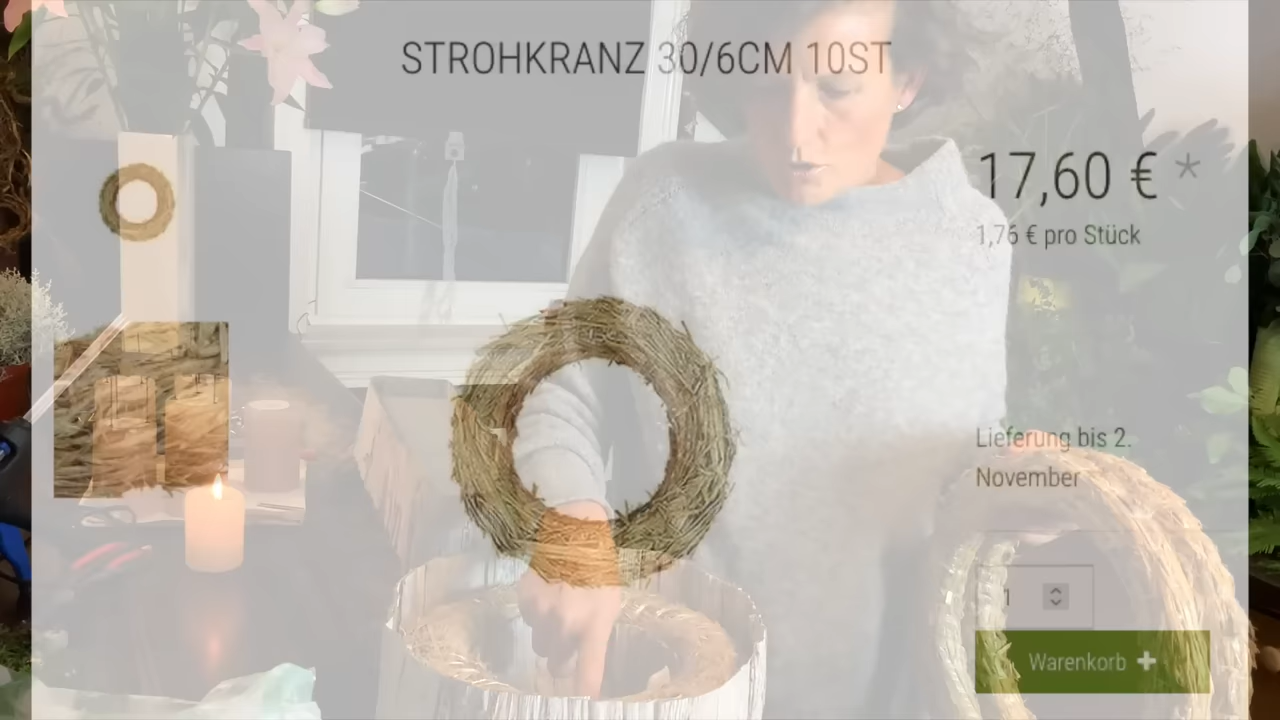 STROHKRANZ 30/6CM 10ST
17,60 € *
1,76 € pro Stück
Lieferung bis 2.
November
1
Warenkorb +